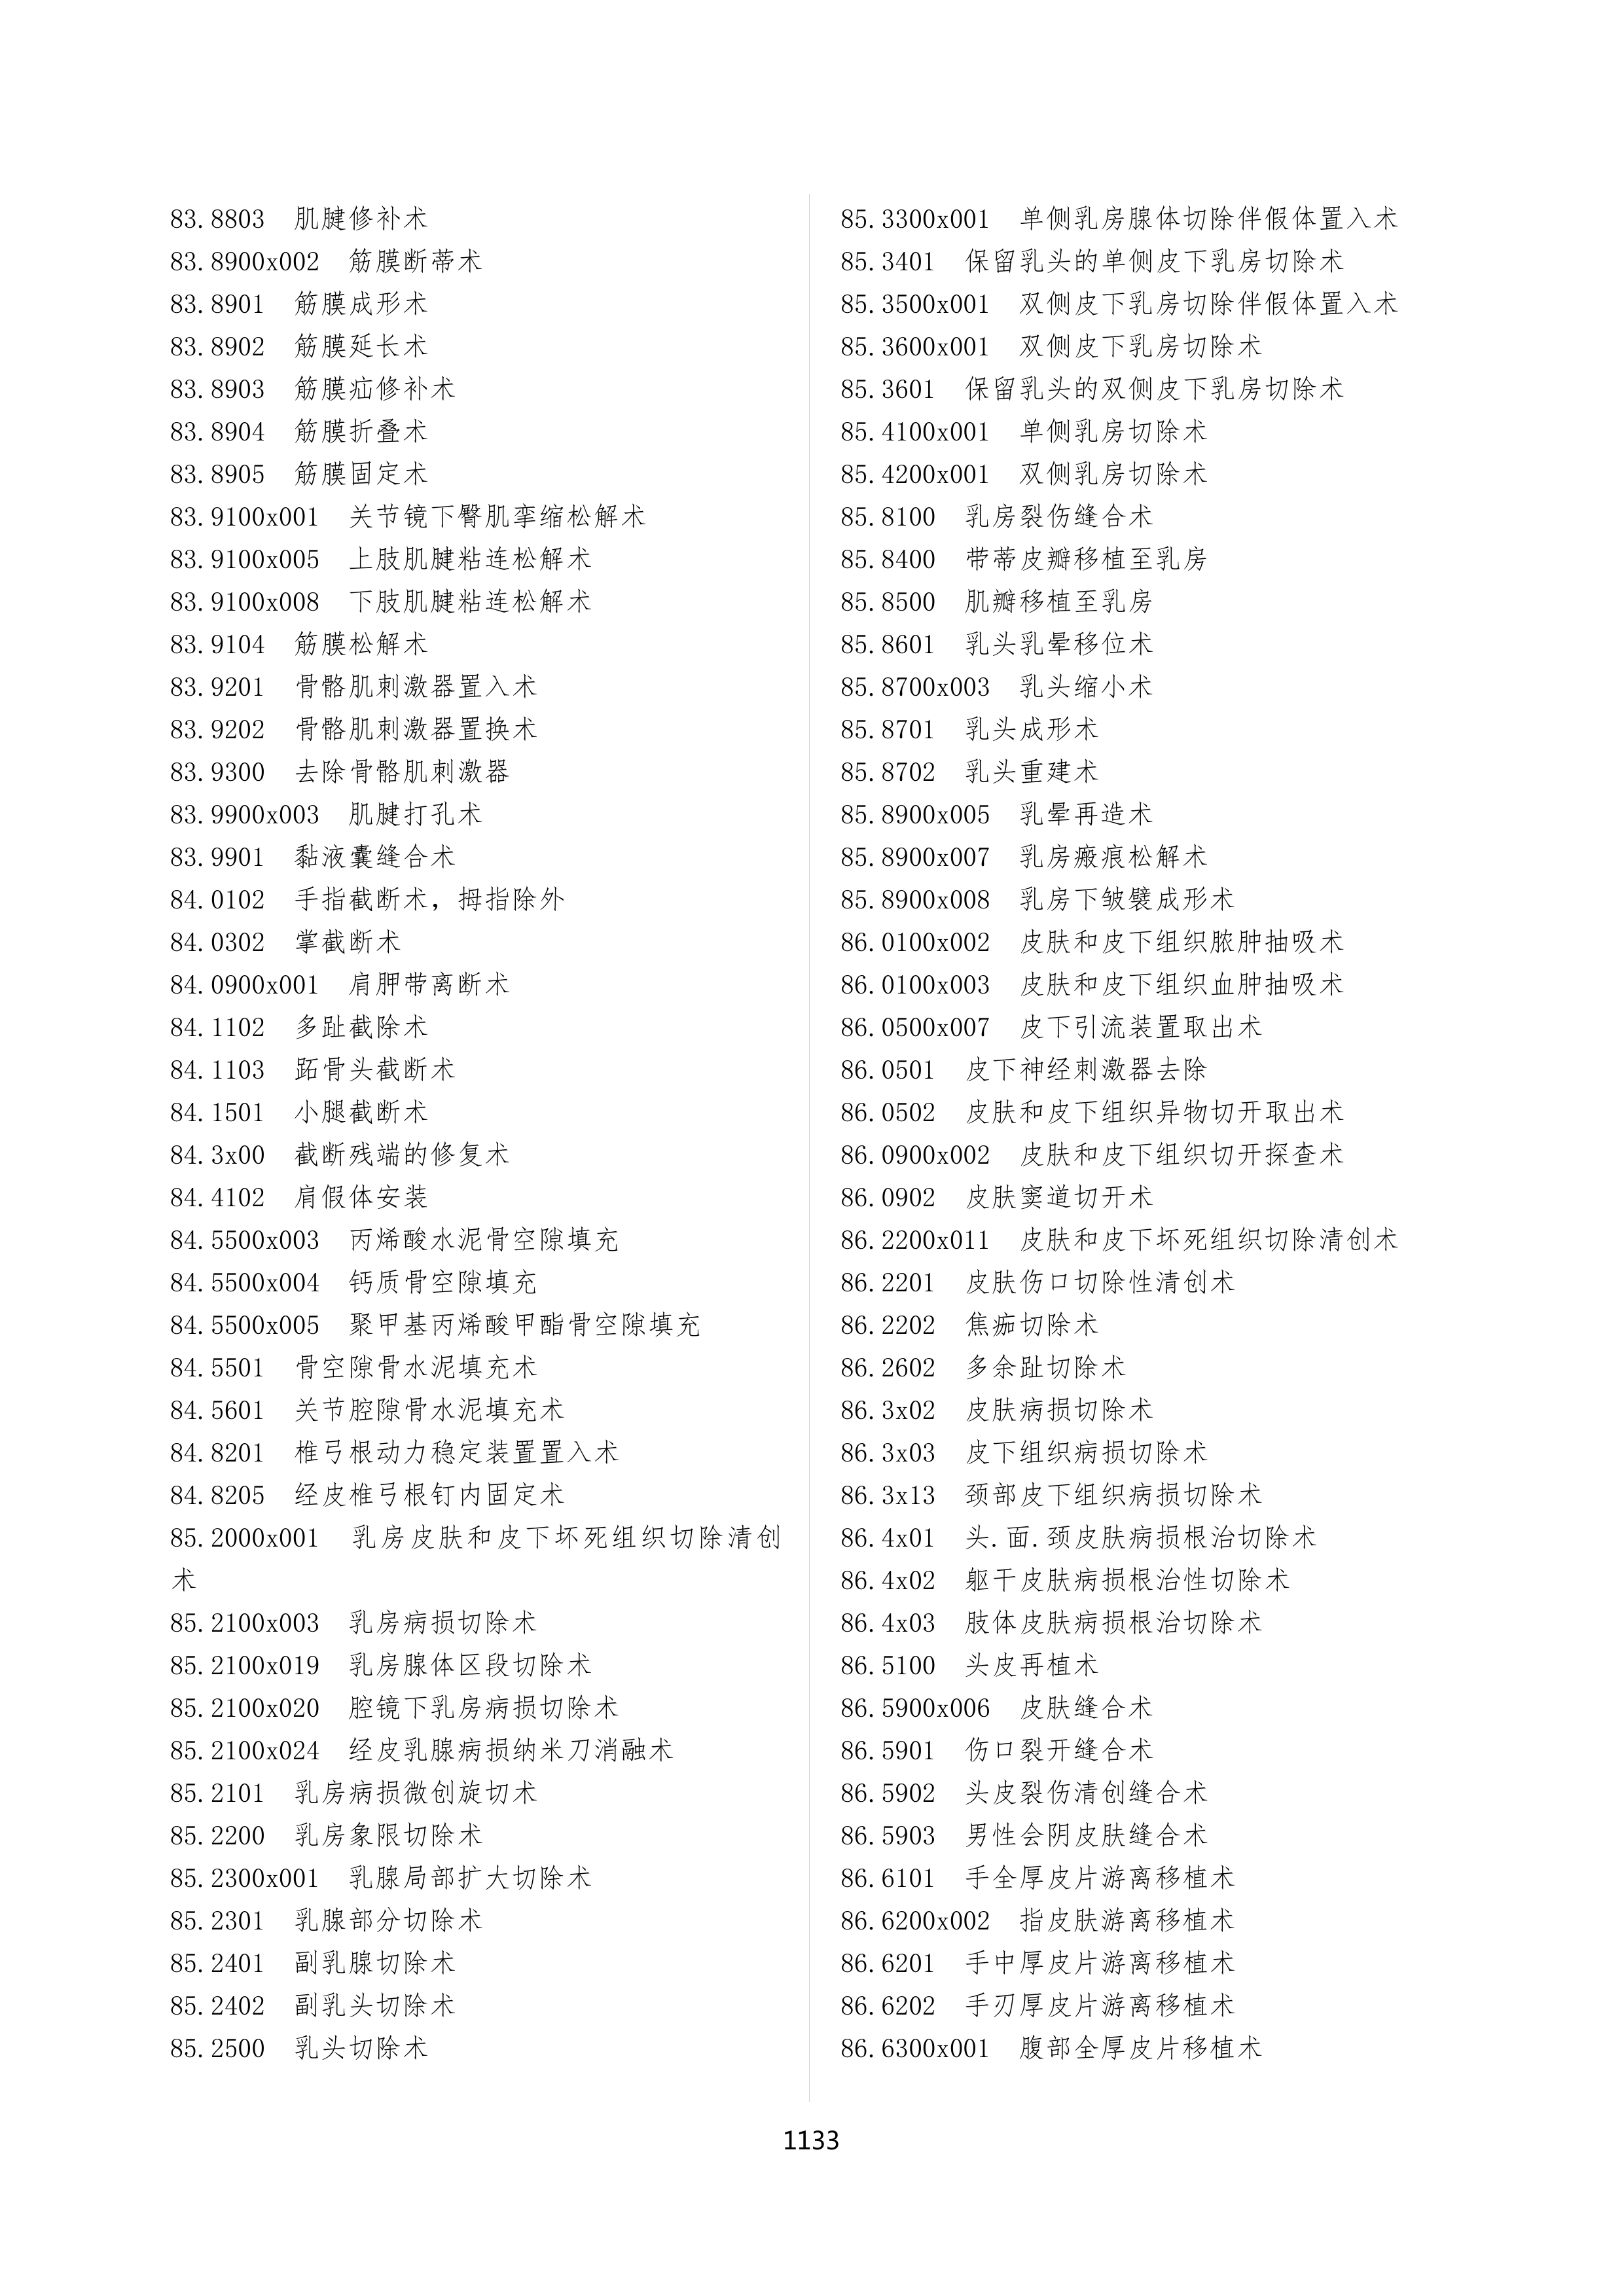 83.8803 肌腱修补术
83.8900x002 筋膜断蒂术
83.8901 筋膜成形术
83.8902 筋膜延长术
83.8903 筋膜疝修补术
83.8904 筋膜折叠术
83.8905 筋膜固定术
83.9100x001 关节镜下臀肌挛缩松解术
83.9100x005 上肢肌腱粘连松解术
83.9100x008 下肢肌腱粘连松解术
83.9104 筋膜松解术
83.9201 骨骼肌刺激器置入术
83.9202 骨骼肌刺激器置换术
83.9300 去除骨骼肌刺激器
83.9900x003 肌腱打孔术
83.9901 黏液囊缝合术
84.0102 手指截断术，拇指除外
84.0302 掌截断术
84.0900x001 肩胛带离断术
84.1102 多趾截除术
84.1103 跖骨头截断术
84.1501 小腿截断术
84.3x00 截断残端的修复术
84.4102 肩假体安装
84.5500x003 丙烯酸水泥骨空隙填充
84.5500x004 钙质骨空隙填充
84.5500x005 聚甲基丙烯酸甲酯骨空隙填充
84.5501 骨空隙骨水泥填充术
84.5601 关节腔隙骨水泥填充术
84.8201 椎弓根动力稳定装置置入术
84.8205 经皮椎弓根钉内固定术
85.2000x001 乳房皮肤和皮下坏死组织切除清创
术
85.2100x003 乳房病损切除术
85.2100x019 乳房腺体区段切除术
85.2100x020 腔镜下乳房病损切除术
85.2100x024 经皮乳腺病损纳米刀消融术
85.2101 乳房病损微创旋切术
85.2200 乳房象限切除术
85.2300x001 乳腺局部扩大切除术
85.2301 乳腺部分切除术
85.2401 副乳腺切除术
85.2402 副乳头切除术
85.2500 乳头切除术
85.3300x001 单侧乳房腺体切除伴假体置入术
85.3401 保留乳头的单侧皮下乳房切除术
85.3500x001 双侧皮下乳房切除伴假体置入术
85.3600x001 双侧皮下乳房切除术
85.3601 保留乳头的双侧皮下乳房切除术
85.4100x001 单侧乳房切除术
85.4200x001 双侧乳房切除术
85.8100 乳房裂伤缝合术
85.8400 带蒂皮瓣移植至乳房
85.8500 肌瓣移植至乳房
85.8601 乳头乳晕移位术
85.8700x003 乳头缩小术
85.8701 乳头成形术
85.8702 乳头重建术
85.8900x005 乳晕再造术
85.8900x007 乳房瘢痕松解术
85.8900x008 乳房下皱襞成形术
86.0100x002 皮肤和皮下组织脓肿抽吸术
86.0100x003 皮肤和皮下组织血肿抽吸术
86.0500x007 皮下引流装置取出术
86.0501 皮下神经刺激器去除
86.0502 皮肤和皮下组织异物切开取出术
86.0900x002 皮肤和皮下组织切开探查术
86.0902 皮肤窦道切开术
86.2200x011 皮肤和皮下坏死组织切除清创术
86.2201 皮肤伤口切除性清创术
86.2202 焦痂切除术
86.2602 多余趾切除术
86.3x02 皮肤病损切除术
86.3x03 皮下组织病损切除术
86.3x13 颈部皮下组织病损切除术
86.4x01 头.面.颈皮肤病损根治切除术
86.4x02 躯干皮肤病损根治性切除术
86.4x03 肢体皮肤病损根治切除术
86.5100 头皮再植术
86.5900x006 皮肤缝合术
86.5901 伤口裂开缝合术
86.5902 头皮裂伤清创缝合术
86.5903 男性会阴皮肤缝合术
86.6101 手全厚皮片游离移植术
86.6200x002 指皮肤游离移植术
86.6201 手中厚皮片游离移植术
86.6202 手刃厚皮片游离移植术
86.6300x001 腹部全厚皮片移植术
1133